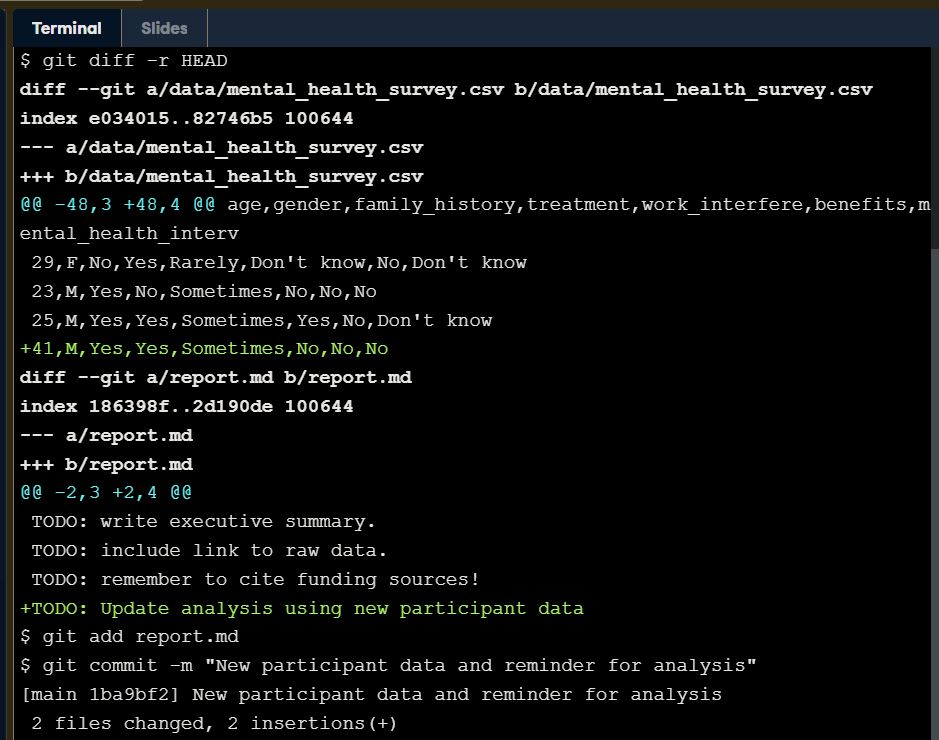 Terminal Slides
$ git diff -r HEAD
diff --git a/data/mental_health_survey.csv b/data/mental_health_survey.csv
index e034015..82746b5 100644
--- a/data/mental_health_survey.csv
+++ b/data/mental_health_survey.csv
@@ -48,3 +48,4 @@ age,gender,family_history,treatment,work_interfere,benefits,m
ental_health_interv
 29,F,No,Yes,Rarely,Don't know,No,Don't know
 23,M,Yes,No,Sometimes,No,No,No
 25,M,Yes,Yes,Sometimes,Yes,No,Don't know
+41,M,Yes,Yes,Sometimes,No,No,No
diff --git a/report.md b/report.md
index 186398f..2d190de 100644
--- a/report.md
+++ b/report.md
@@ -2,3 +2,4 @@
 TODO: write executive summary.
 TODO: include link to raw data.
 TODO: remember to cite funding sources!
+TODO: Update analysis using new participant data
$ git add report.md
$ git commit -m "New participant data and reminder for analysis"
[main 1ba9bf2] New participant data and reminder for analysis
 2 files changed, 2 insertions(+)